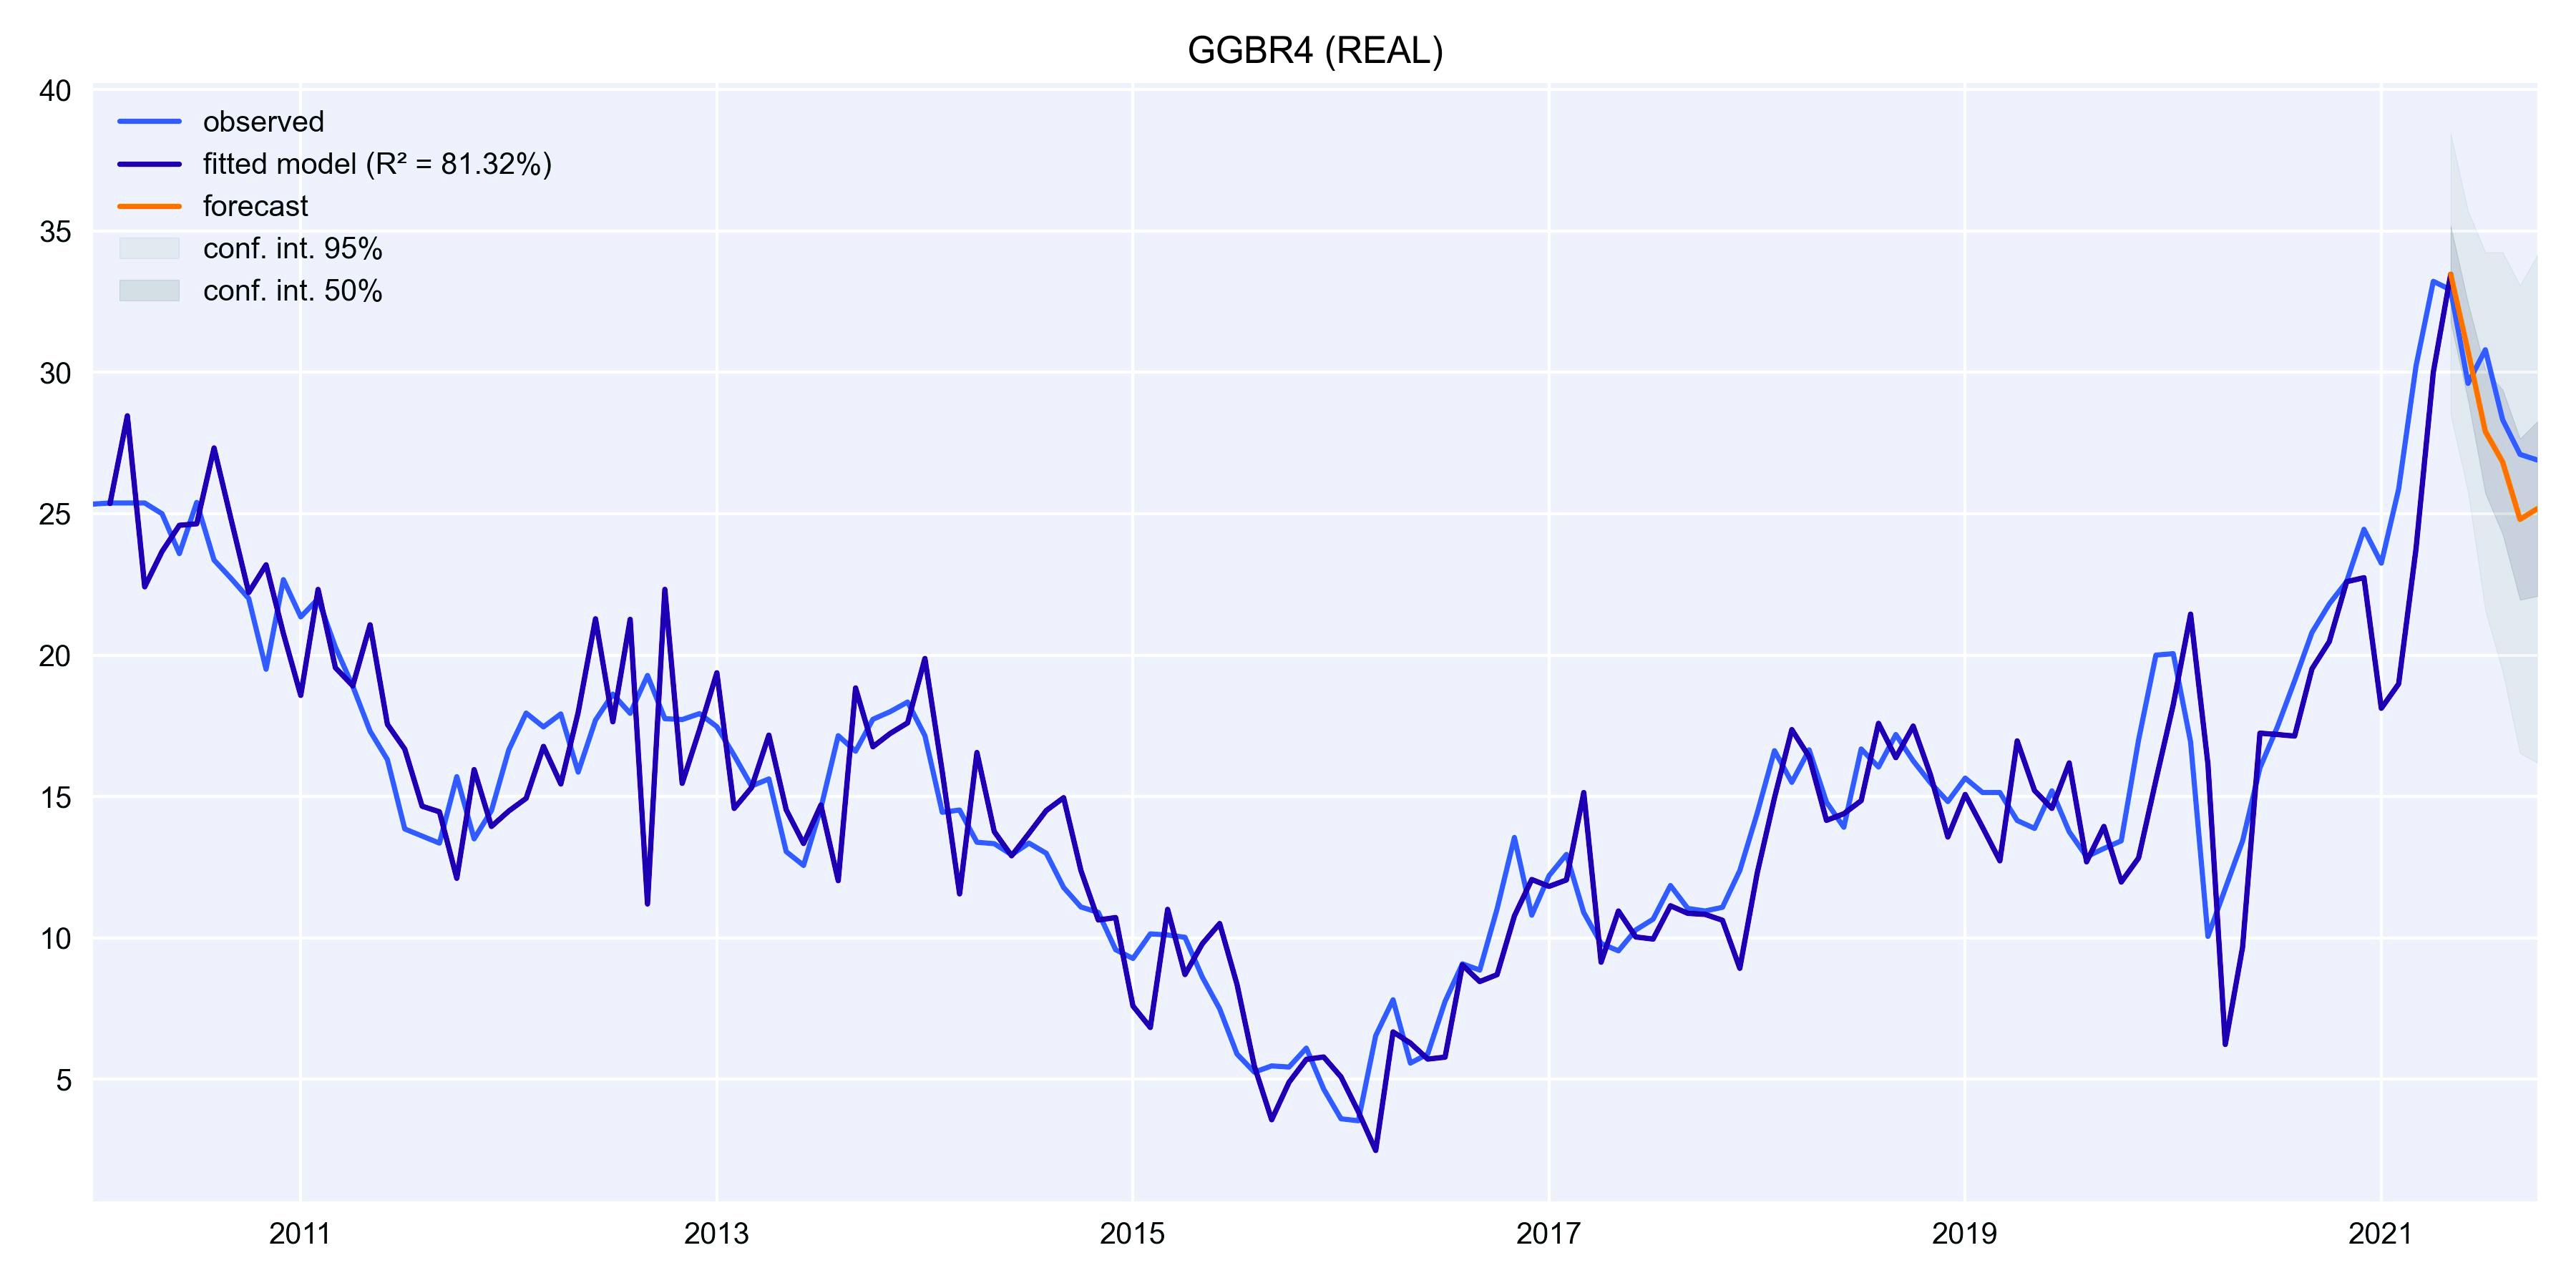 GGBR4 (REAL)
40
35
30
25
20
15
10
5
observed
fitted model (R² = 81.32%)
forecast
conf. int. 95%
conf. int. 50%
2011 2013 2015 2017 2019 2021